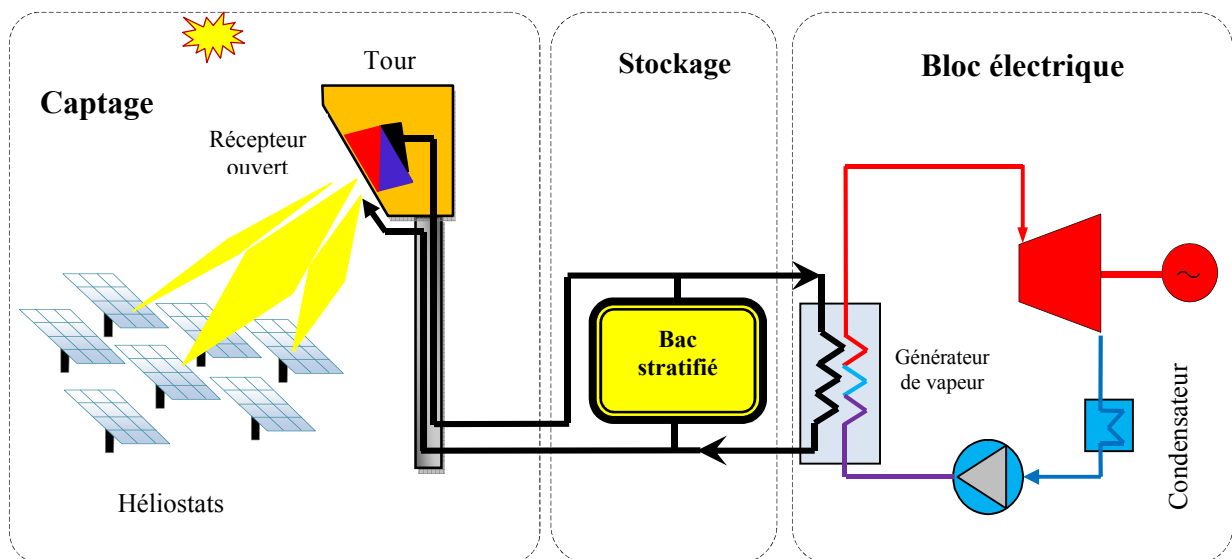 Captage
Tour
Récepteur
ouvert
Héliostats
Stockage
Bac
stratifié
Bloc électrique
Générateur
de vapeur
~
Condensateur